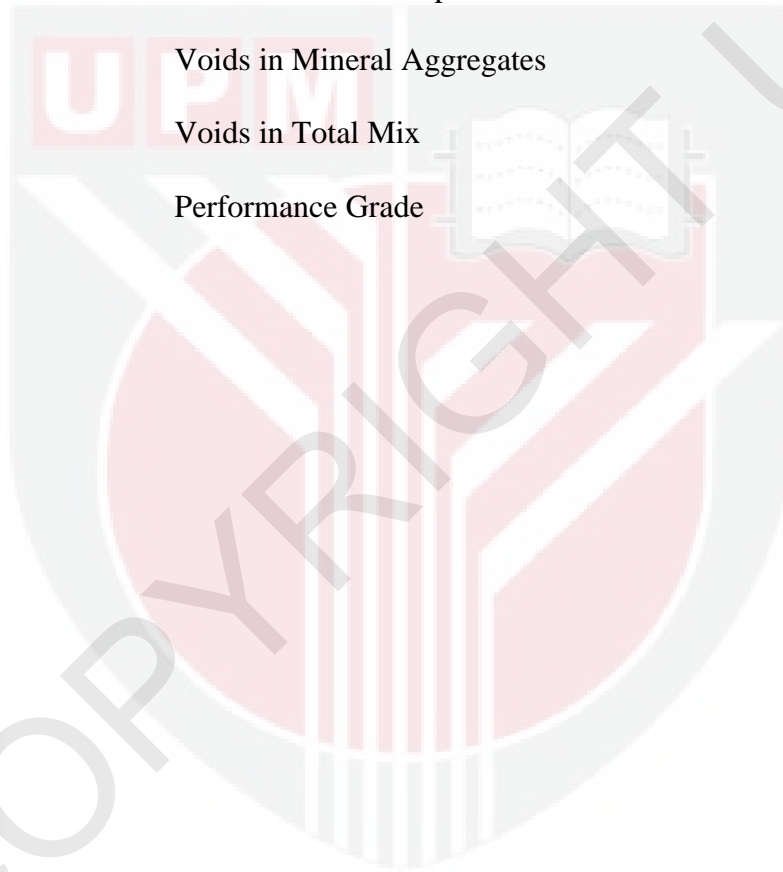 Voids in Mineral Aggregates
UPM
Voids in Total Mix
Performance Grade
COPYRIGHT U